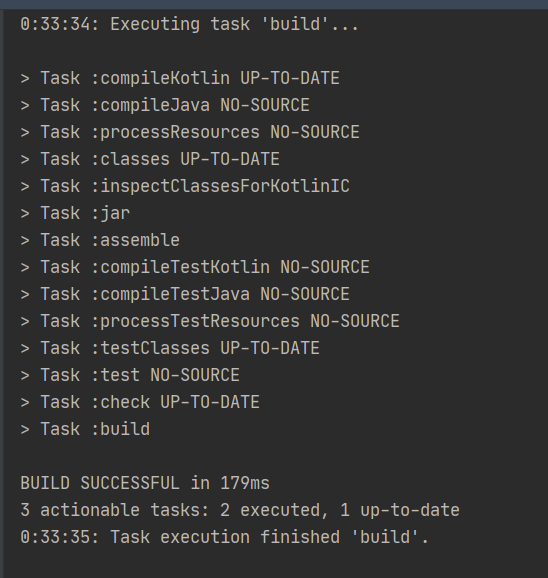 0:33:34: Executing task 'build'...
> Task :compileKotlin UP-TO-DATE
> Task :compileJava NO-SOURCE
> Task :processResources NO-SOURCE
> Task :classes UP-TO-DATE
> Task :inspectClassesForKotlinIC
> Task :jar
> Task :assemble
> Task :compileTestKotlin NO-SOURCE
> Task :compileTestJava NO-SOURCE
> Task :processTestResources NO-SOURCE
> Task :testClasses UP-TO-DATE
> Task :test NO-SOURCE
> Task :check UP-TO-DATE
> Task :build
BUILD SUCCESSFUL in 179ms
3 actionable tasks: 2 executed, 1 up-to-date
0:33:35: Task execution finished 'build'.